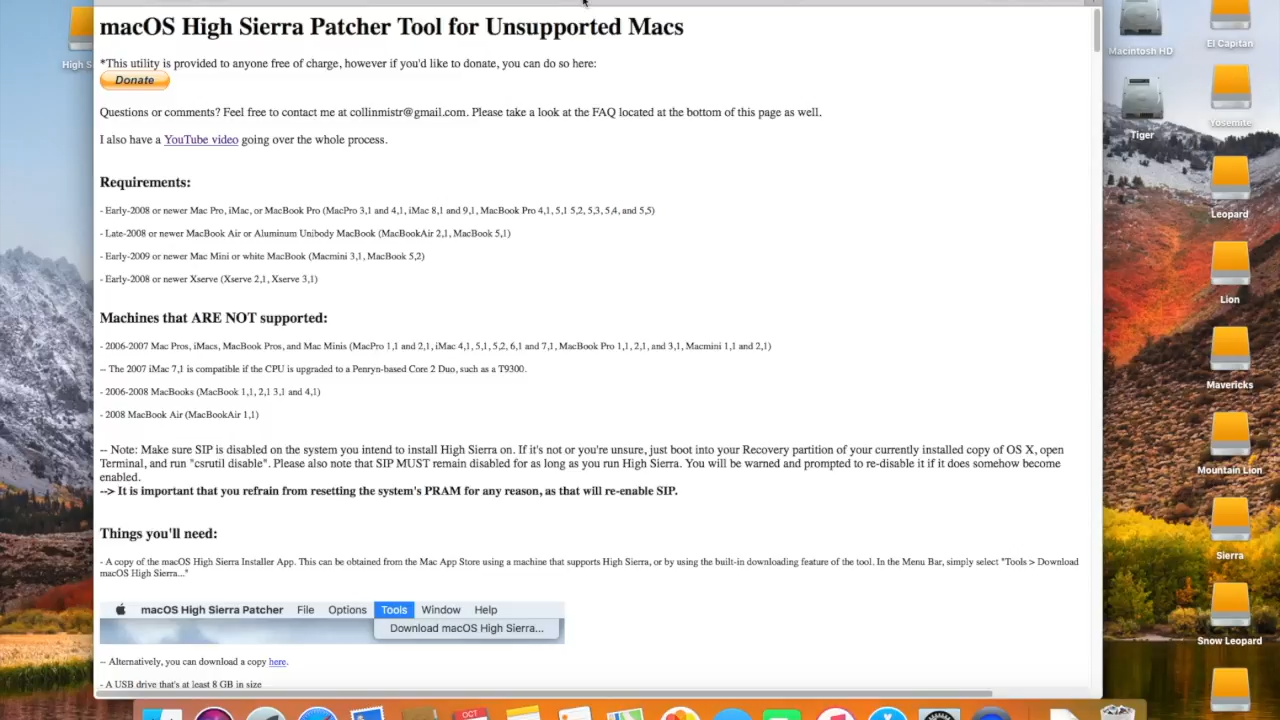 macOS High Sierra Patcher Tool for Unsupported Macs
*This utility is provided to anyone free of charge, however if you'd like to donate, you can do so here:
Donate
Questions or comments? Feel free to contact me at collinmistr@gmail.com. Please take a look at the FAQ located at the bottom of this page as well.
I also have a YouTube video going over the whole process.
Requirements:
- Early-2008 or newer Mac Pro, iMac, or MacBook Pro (MacPro 3,1 and 4,1, iMac 8,1 and 9,1, MacBook Pro 4,1, 5,1 5,2, 5,3, 5,4, and 5,5)
- Late-2008 or newer MacBook Air or Aluminum Unibody MacBook (MacBookAir 2,1, MacBook 5,1)
- Early-2009 or newer Mac Mini or white MacBook (Macmini 3,1, MacBook 5,2)
- Early-2008 or newer Xserve (Xserve 2,1, Xserve 3,1)
Machines that ARE NOT supported:
- 2006-2007 Mac Pros, iMacs, MacBook Pros, and Mac Minis (MacPro 1,1 and 2,1, iMac 4,1, 5,1, 5,2, 6,1 and 7,1, MacBook Pro 1,1, 2,1, and 3,1, Macmini 1,1 and 2,1)
-- The 2007 iMac 7,1 is compatible if the CPU is upgraded to a Penryn-based Core 2 Duo, such as a T9300.
- 2006-2008 MacBooks (MacBook 1,1, 2,1 3,1 and 4,1)
- 2008 MacBook Air (MacBookAir 1,1)
-- Note: Make sure SIP is disabled on the system you intend to install High Sierra on. If it's not or you're unsure, just boot into your Recovery partition of your currently installed copy of OS X, open
Terminal, and run "csrutil disable". Please also note that SIP MUST remain disabled for as long as you run High Sierra. You will be warned and prompted to re-disable it if it does somehow become
enabled.
--> It is important that you refrain from resetting the system's PRAM for any reason, as that will re-enable SIP.
Things you'll need:
- A copy of the macOS High Sierra Installer App. This can be obtained from the Mac App Store using a machine that supports High Sierra, or by using the built-in downloading feature of the tool. In the Menu Bar, simply select "Tools > Download
macOS High Sierra..."
macOS High Sierra Patcher File Options Tools Window Help
Download macOS High Sierra...
-- Alternatively, you can download a copy here.
- A USB drive that's at least 8 GB in size
High S
Macintosh HD
Tiger
El Capitan
Yosemite
Leopard
Lion
Mavericks
Mountain Lion
Sierra
Snow Leopard
OCT